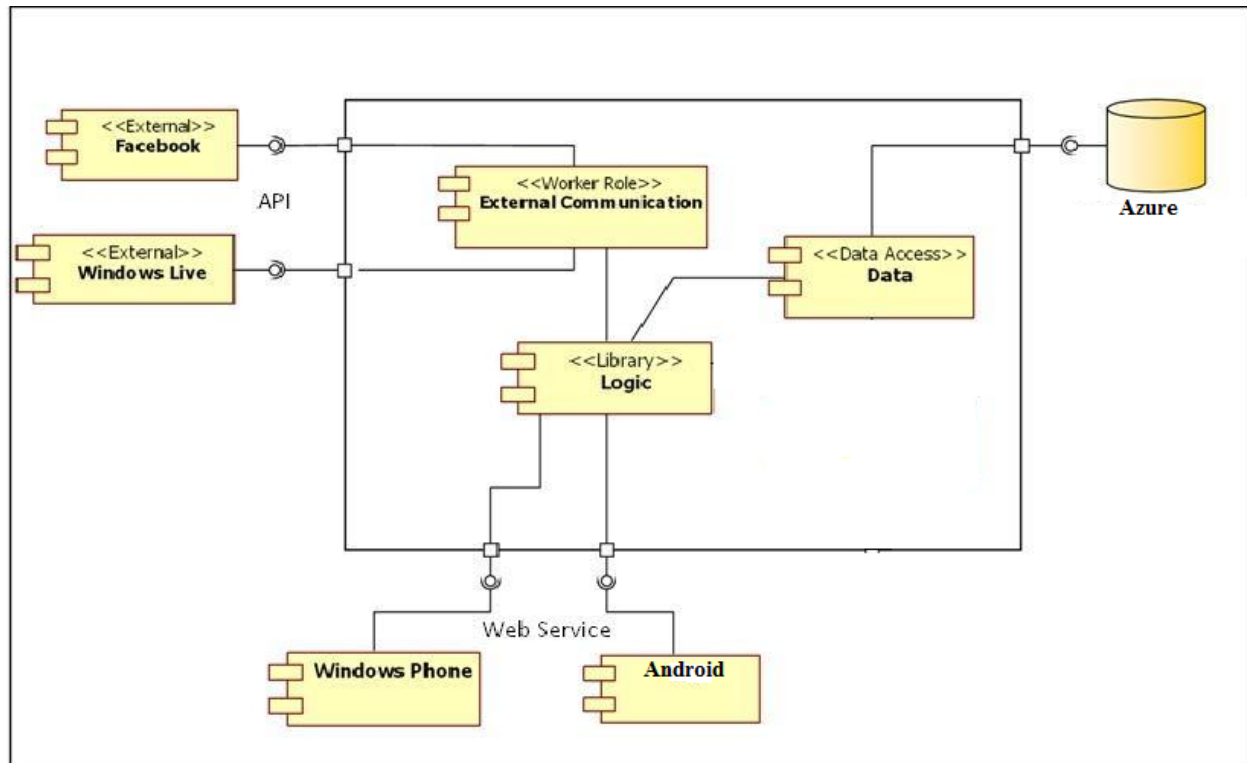 <<External>>
Facebook
API
<<External>>
Windows Live
<<Worker Role>>
External Communication
<<Data Access>>
Data
Azure
<<Library>>
Logic
Web Service
Windows Phone
Android